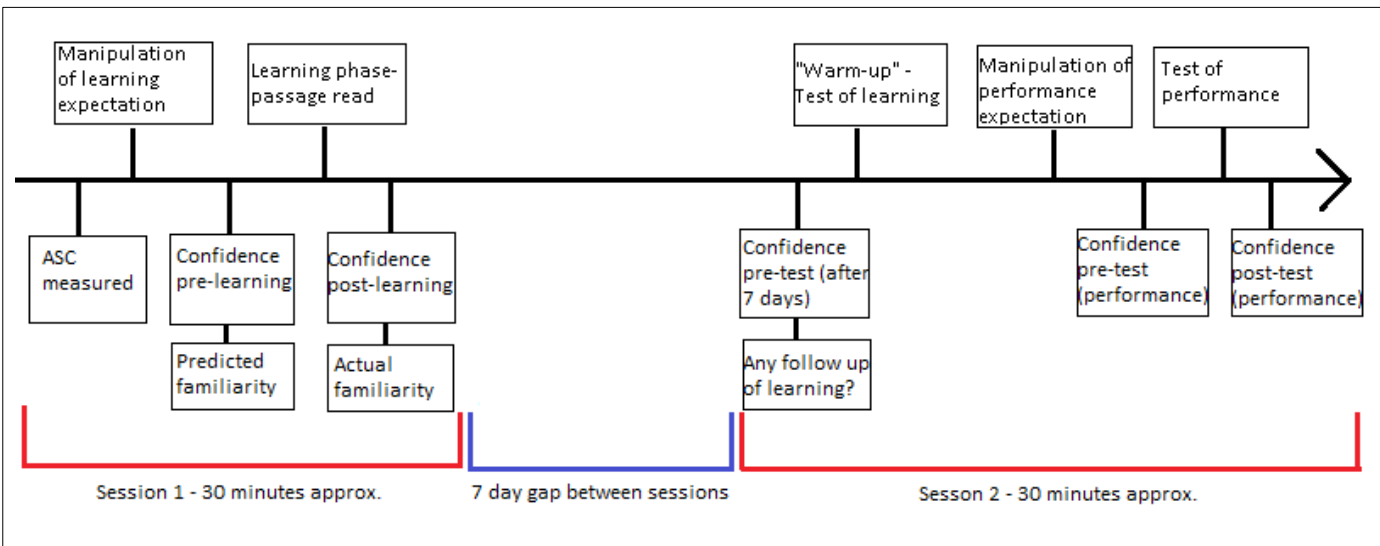 Manipulation
of learning
expectation
Learning phase-
passage read
"Warm-up" -
Test of learning
Manipulation of
performance
expectation
Test of
performance
ASC
measured
Confidence
pre-learning
Confidence
post-learning
Confidence
pre-test (after
7 days)
Confidence
pre-test
(performance)
Confidence
post-test
(performance)
Predicted
familiarity
Actual
familiarity
Any follow up
of learning?
Session 1 - 30 minutes approx.
7 day gap between sessions
Sesson 2 - 30 minutes approx.